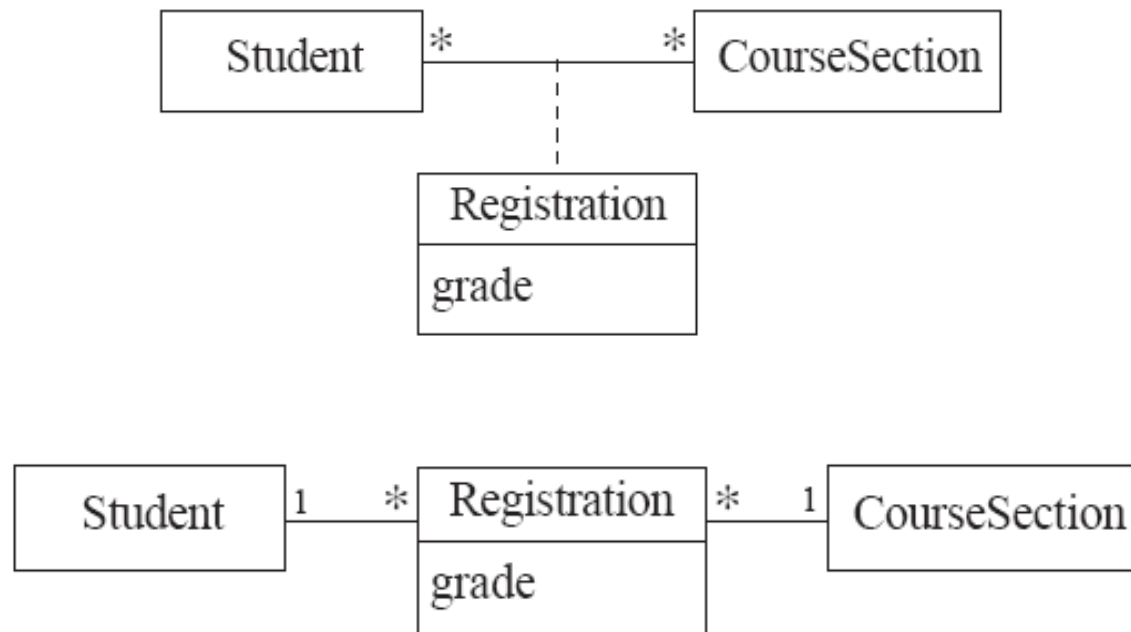 Student * * CourseSection
Registration
grade
Student 1 * Registration * 1 CourseSection
grade